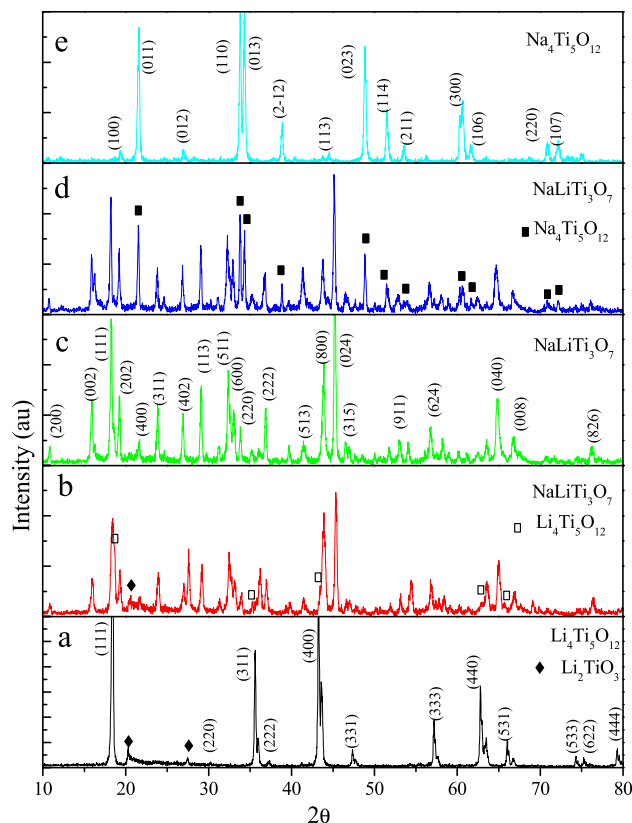 e
Na₄Ti₅O₁₂
(100)
(011)
(012)
(110)
(013)
(2-12)
(113)
(023)
(114)
(211)
(300)
(106)
(220)
(107)
d
NaLiTi₃O₇
Na₄Ti₅O₁₂
c
NaLiTi₃O₇
(200)
(002)
(111)
(202)
(400)
(311)
(402)
(113)
(511)
(600)
(220)
(222)
(513)
(800)
(024)
(315)
(911)
(624)
(040)
(008)
(826)
b
NaLiTi₃O₇
Li₄Ti₅O₁₂
a
Li₄Ti₅O₁₂
Li₂TiO₃
(111)
(220)
(311)
(222)
(400)
(331)
(333)
(440)
(531)
(533)
(622)
(444)
Intensity (au)
10 20 30 40 50 60 70 80
2θ